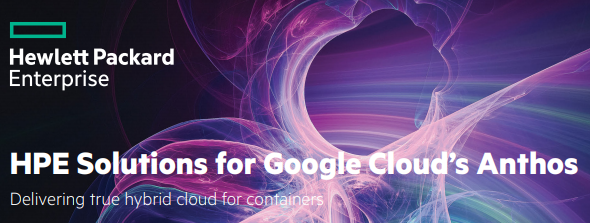 Hewlett Packard
Enterprise
HPE Solutions for Google Cloud's Anthos
Delivering true hybrid cloud for containers